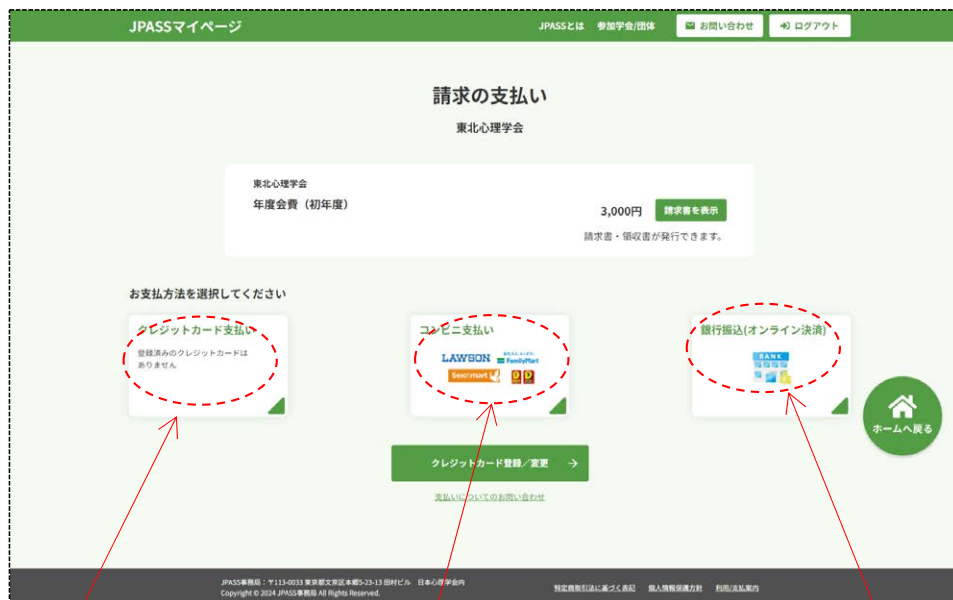 JPASSマイページ
JPASSとは 参加学会/団体 お問い合わせ ログアウト
請求の支払い
東北心理学会
東北心理学会
年度会費（初年度）
3,000円 請求書を表示
請求書・領収書が発行できます。
お支払方法を選択してください
クレジットカード支払い
登録済みのクレジットカードは
ありません
コンビニ支払い
LAWSON FamilyMart
Seicomart
銀行振込(オンライン決済)
BANK
ホームへ戻る
クレジットカード登録／変更
支払いについてのお問い合わせ
JPASS事務局：〒113-0033 東京都文京区本郷5-23-13 田村ビル 日本心理学会内
Copyright © 2024 JPASS事務局 All Rights Reserved.
特定商取引法に基づく表記 個人情報保護方針 利用/支払案内